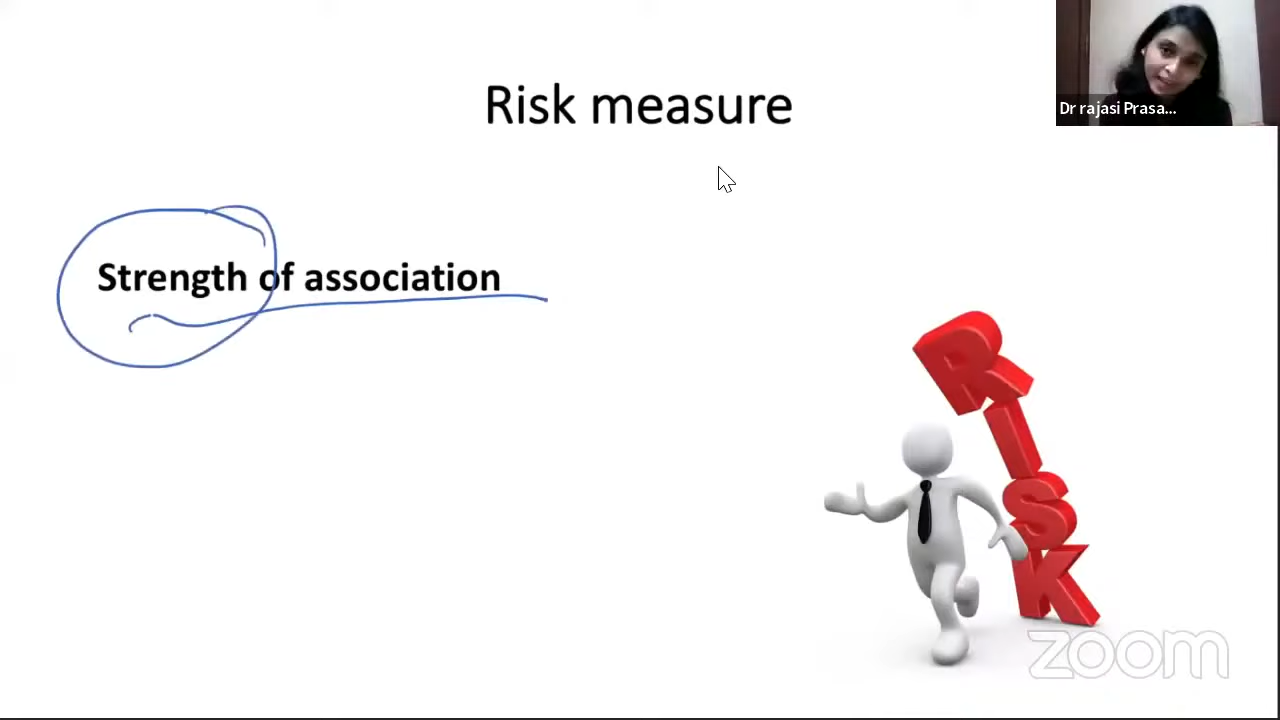 Risk measure
Dr rajasi Prasa...
Strength of association
RISK
zoom